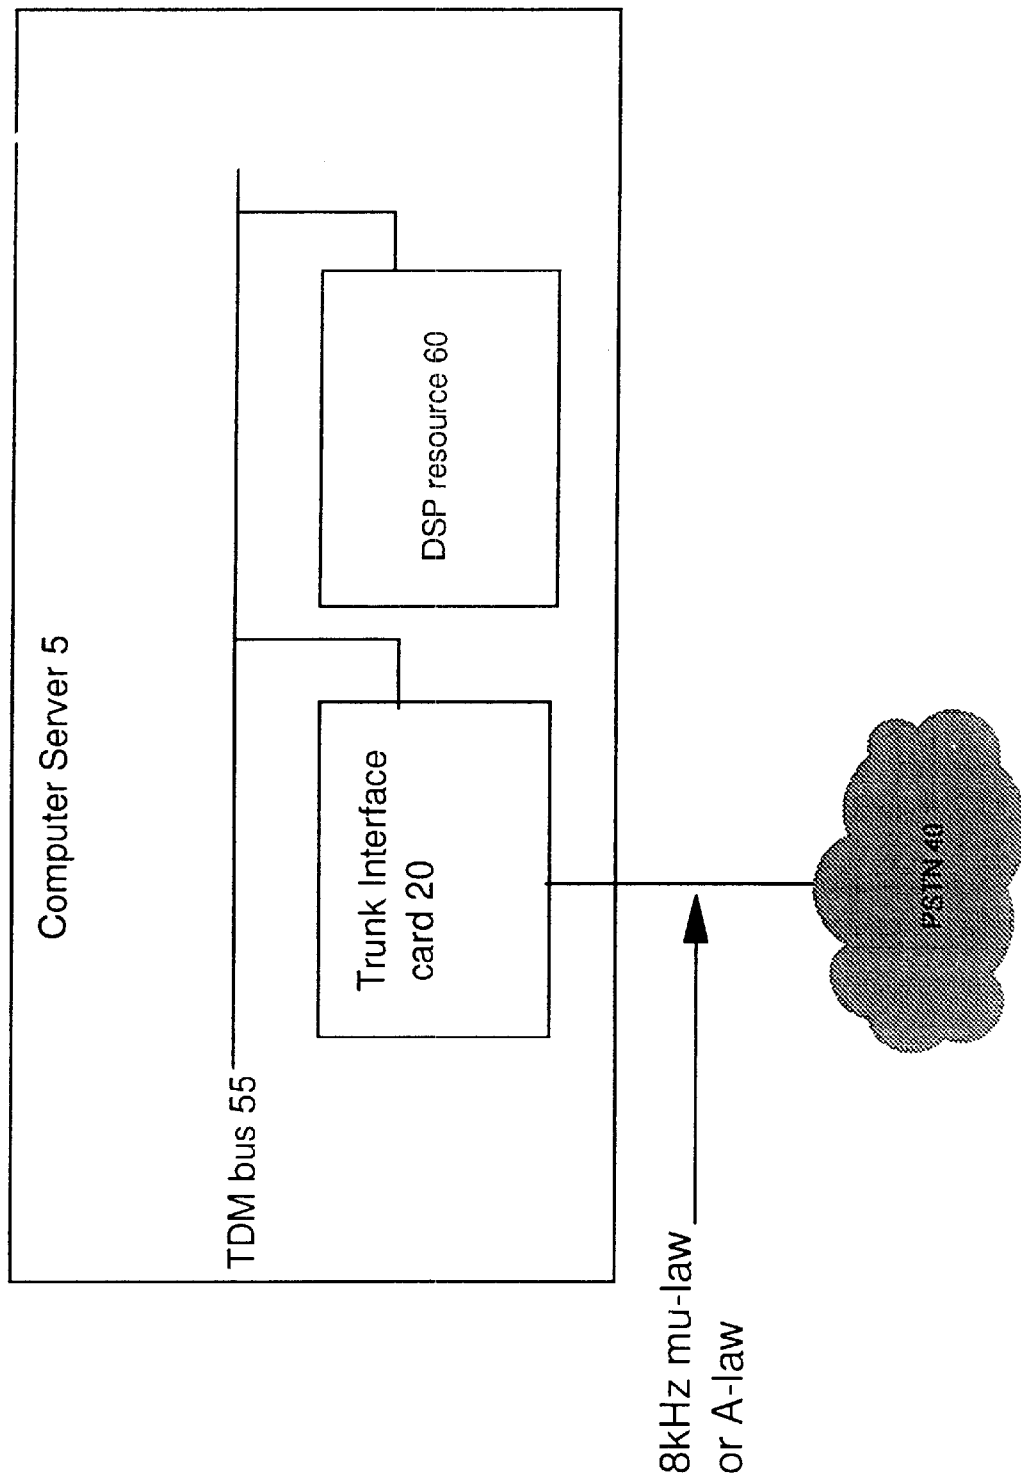 Computer Server 5
TDM bus 55
Trunk Interface
card 20
DSP resource 60
8kHz mu-law
or A-law
PSTN 40